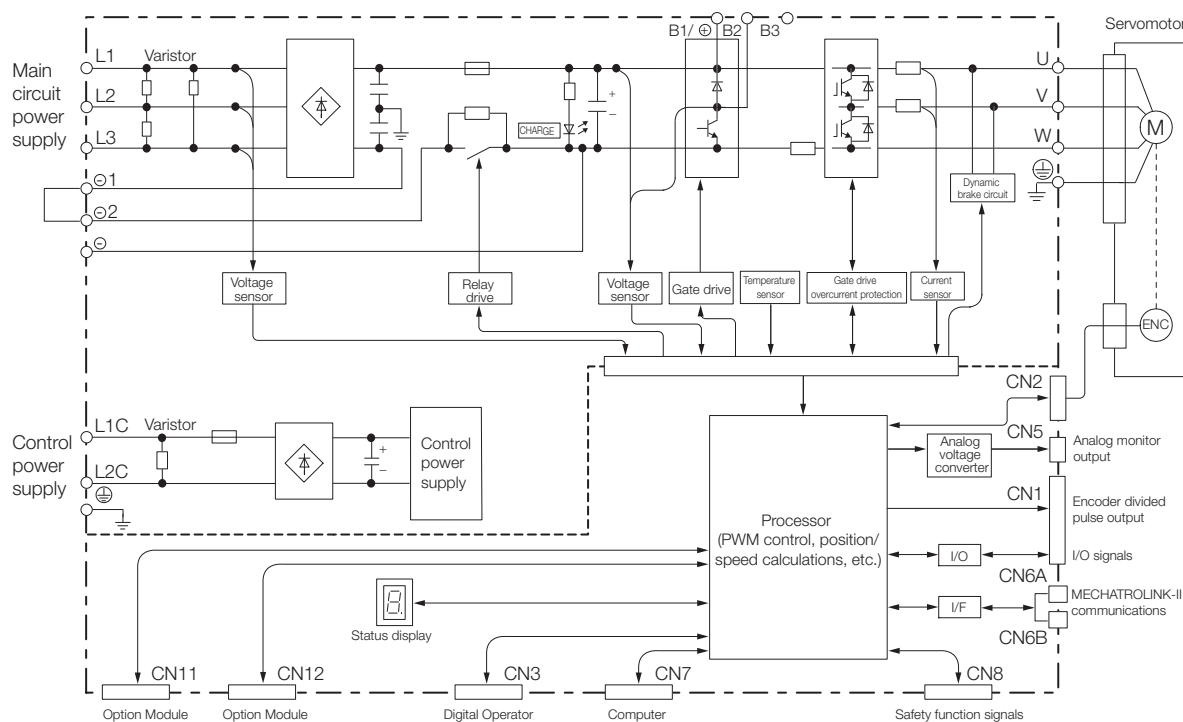 B1/ ⊕ B2 B3
Servomotor
Main
circuit
power
supply
L1
Varistor
L2
L3
⊖1
⊖2
⊖
+
−
CHARGE
U
V
W
M
Dynamic
brake circuit
Voltage
sensor
Relay
drive
Voltage
sensor
Gate drive
Temperature
sensor
Gate drive
overcurrent protection
Current
sensor
ENC
Control
power
supply
L1C
Varistor
L2C
+
−
Control
power
supply
Processor
(PWM control, position/
speed calculations, etc.)
CN2
CN5
Analog
voltage
converter
Analog monitor
output
CN1
Encoder divided
pulse output
I/O
I/O signals
CN6A
I/F
MECHATROLINK-II
communications
CN6B
8.
Status display
CN11
CN12
CN3
CN7
CN8
Option Module
Option Module
Digital Operator
Computer
Safety function signals